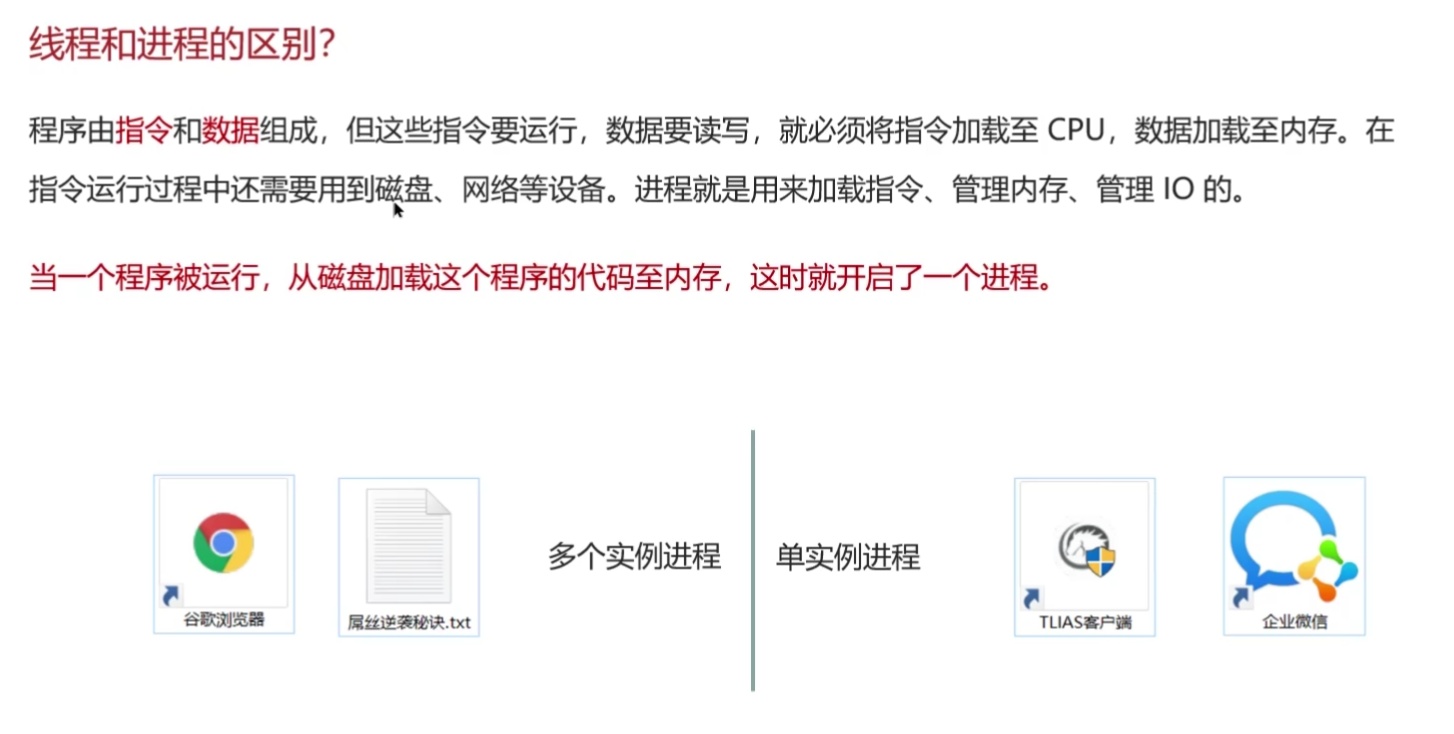 线程和进程的区别？
程序由指令和数据组成，但这些指令要运行，数据要读写，就必须将指令加载至 CPU，数据加载至内存。在
指令运行过程中还需要用到磁盘、网络等设备。进程就是用来加载指令、管理内存、管理 IO 的。
当一个程序被运行，从磁盘加载这个程序的代码至内存，这时就开启了一个进程。
谷歌浏览器
屌丝逆袭秘诀.txt
多个实例进程
单实例进程
TLIAS客户端
企业微信